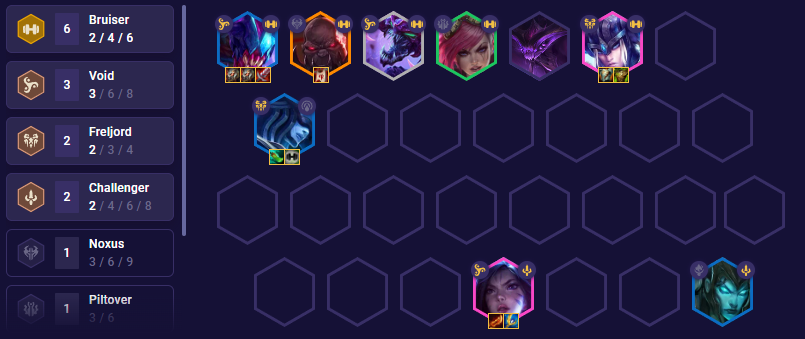 6 Bruiser
2 / 4 / 6
3 Void
3 / 6 / 8
2 Freljord
2 / 3 / 4
2 Challenger
2 / 4 / 6 / 8
1 Noxus
3 / 6 / 9
1 Piltover
3 / 6